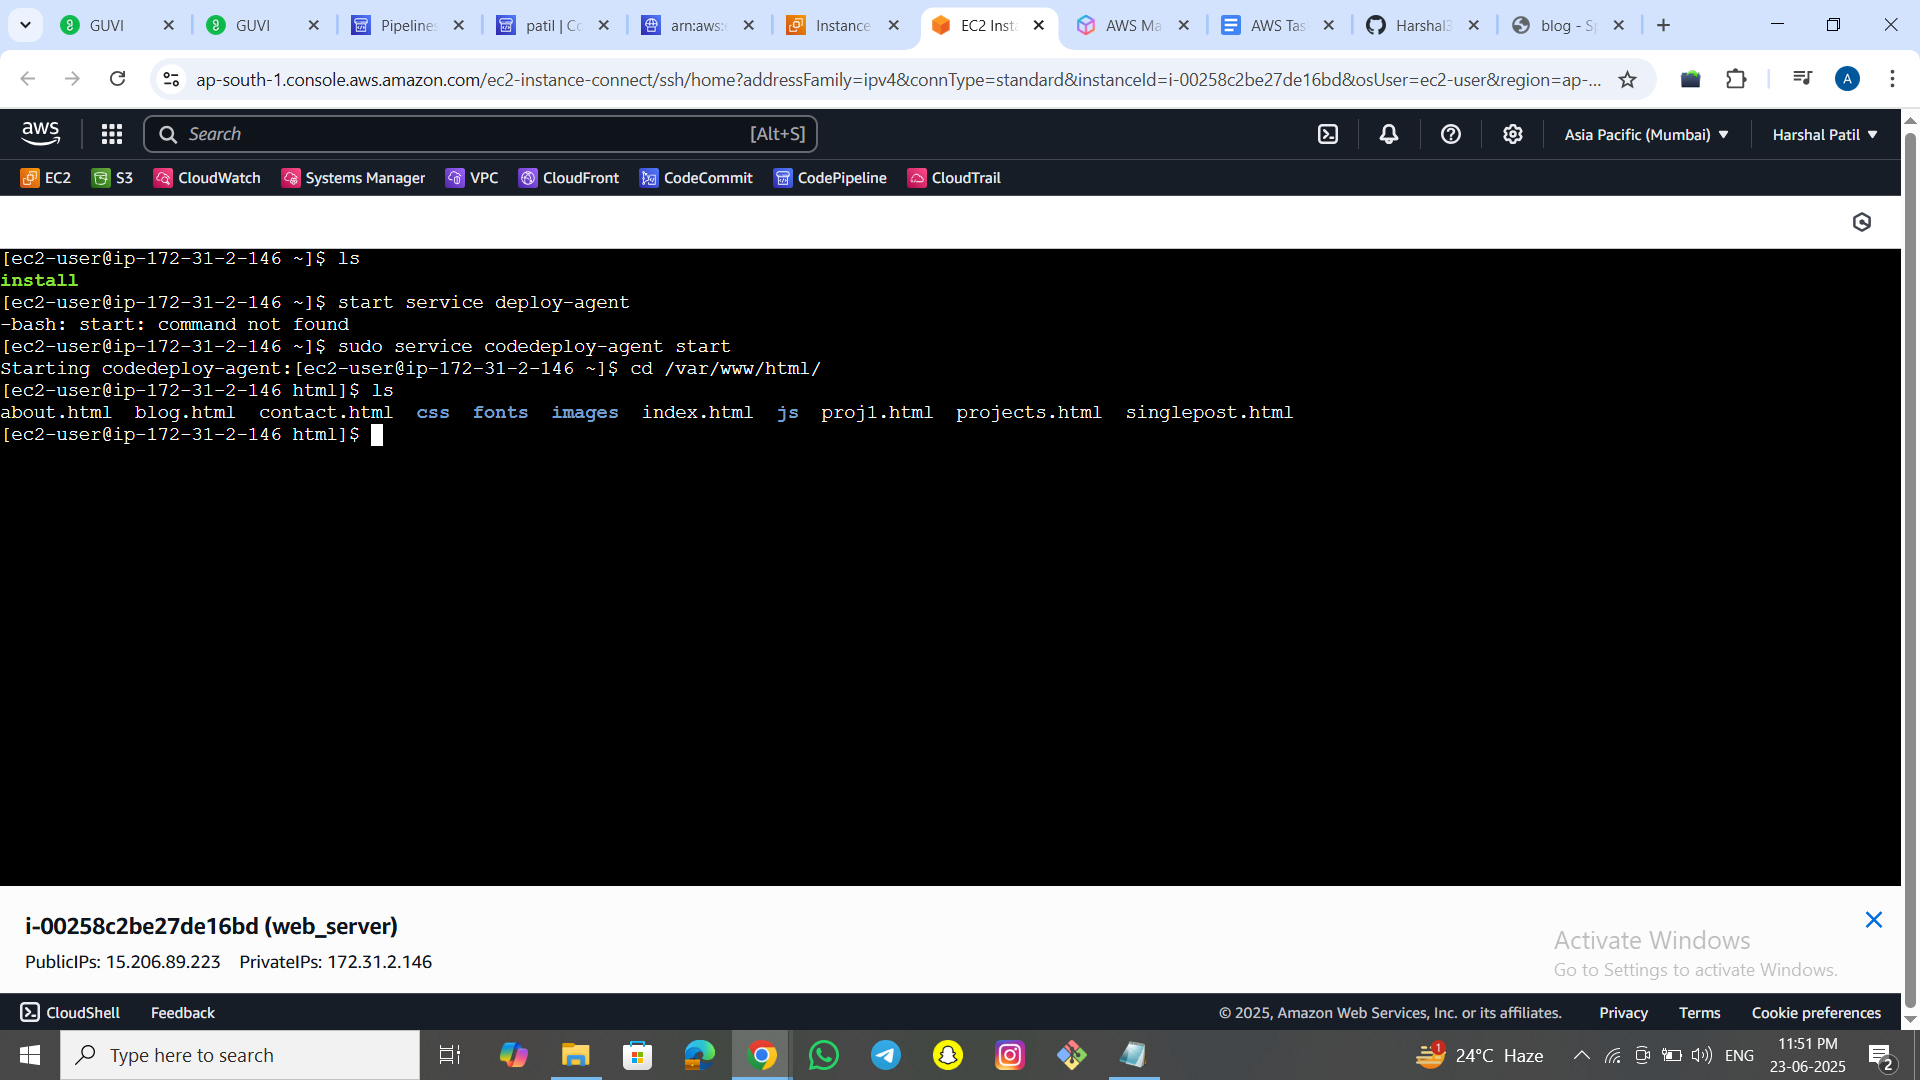 GUVI
GUVI
Pipelines
patil | Co
arn:aws:
Instance
EC2 Insta
AWS Ma
AWS Tas
Harshal3
blog - Sp
ap-south-1.console.aws.amazon.com/ec2-instance-connect/ssh/home?addressFamily=ipv4&connType=standard&instanceId=i-00258c2be27de16bd&osUser=ec2-user&region=ap-...
A
aws
Search
[Alt+S]
Asia Pacific (Mumbai)
Harshal Patil
EC2
S3
CloudWatch
Systems Manager
VPC
CloudFront
CodeCommit
CodePipeline
CloudTrail
[ec2-user@ip-172-31-2-146 ~]$ ls
install
[ec2-user@ip-172-31-2-146 ~]$ start service deploy-agent
-bash: start: command not found
[ec2-user@ip-172-31-2-146 ~]$ sudo service codedeploy-agent start
Starting codedeploy-agent:[ec2-user@ip-172-31-2-146 ~]$ cd /var/www/html/
[ec2-user@ip-172-31-2-146 html]$ ls
about.html blog.html contact.html css fonts images index.html js proj1.html projects.html singlepost.html
[ec2-user@ip-172-31-2-146 html]$
i-00258c2be27de16bd (web_server)
PublicIPs: 15.206.89.223 PrivateIPs: 172.31.2.146
Activate Windows
Go to Settings to activate Windows.
CloudShell
Feedback
© 2025, Amazon Web Services, Inc. or its affiliates.
Privacy
Terms
Cookie preferences
Type here to search
1
24°C Haze
ENG
11:51 PM
23-06-2025
2